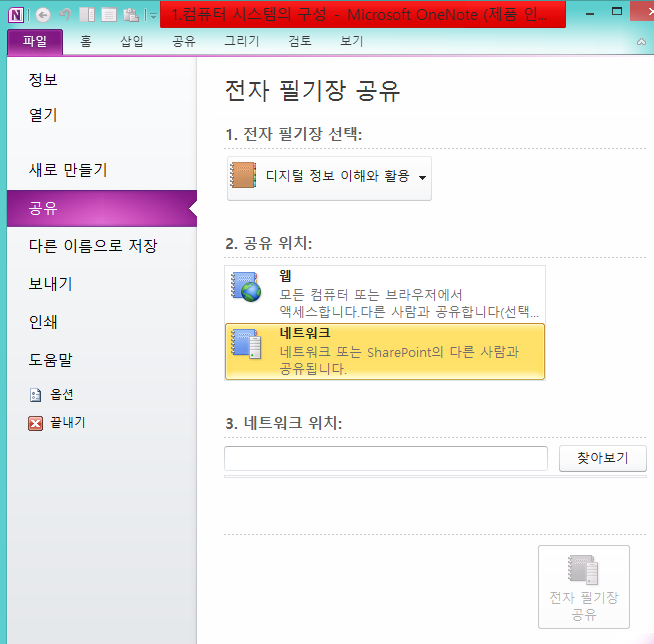 1.컴퓨터 시스템의 구성 - Microsoft OneNote (제품 인...
파일 홈 삽입 공유 그리기 검토 보기
정보
열기
새로 만들기
공유
다른 이름으로 저장
보내기
인쇄
도움말
옵션
끝내기
전자 필기장 공유
1. 전자 필기장 선택:
디지털 정보 이해와 활용
2. 공유 위치:
웹
모든 컴퓨터 또는 브라우저에서
액세스합니다.다른 사람과 공유합니다(선택...
네트워크
네트워크 또는 SharePoint의 다른 사람과
공유됩니다.
3. 네트워크 위치:
찾아보기
전자 필기장
공유